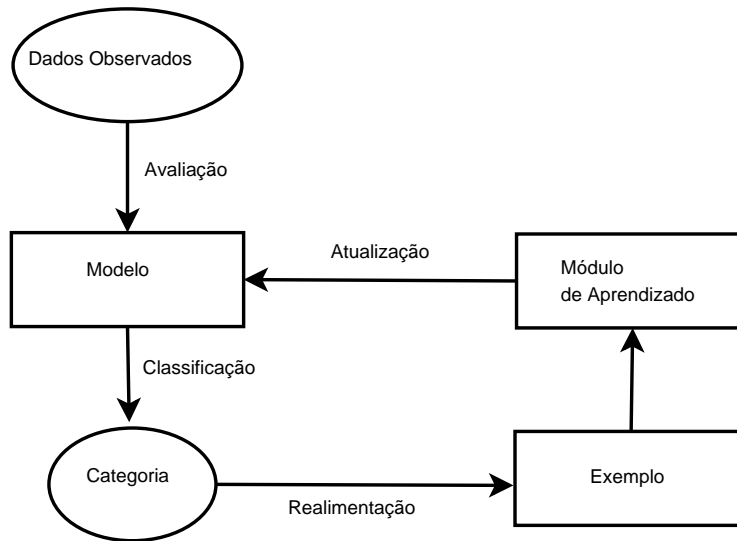 Dados Observados
Avaliação
Modelo
Atualização
Módulo
de Aprendizado
Classificação
Categoria
Realimentação
Exemplo